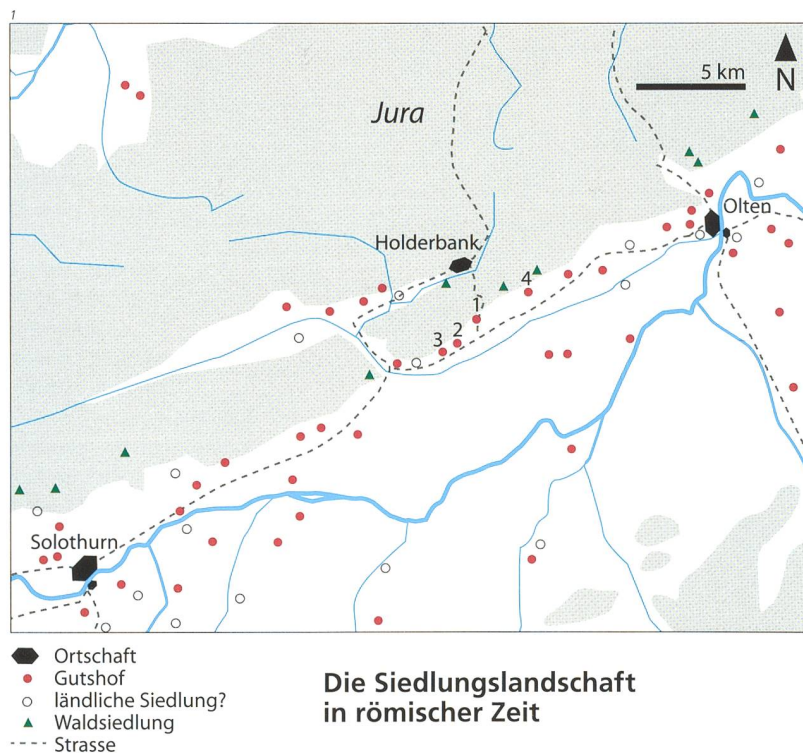 1
5 km
N
Jura
Olten
Holderbank
4
1
2
3
Solothurn
Ortschaft
Gutshof
ländliche Siedlung?
Waldsiedlung
Strasse
Die Siedlungslandschaft
in römischer Zeit